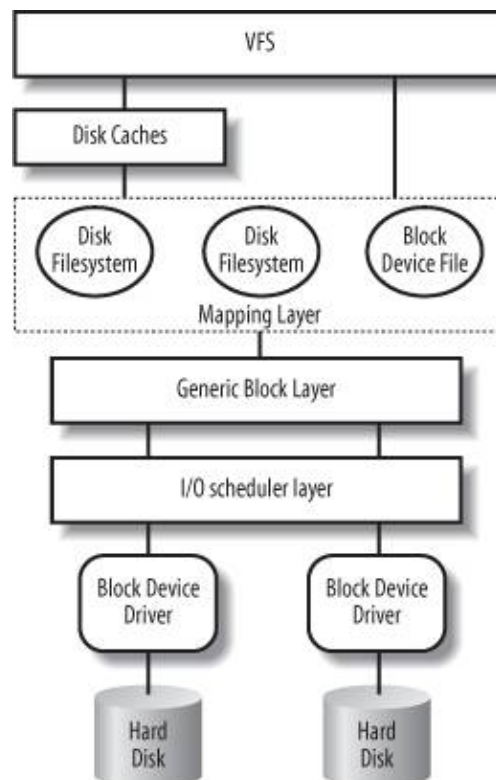 VFS
Disk Caches
Disk
Filesystem
Disk
Filesystem
Block
Device File
Mapping Layer
Generic Block Layer
I/O scheduler layer
Block Device
Driver
Block Device
Driver
Hard
Disk
Hard
Disk